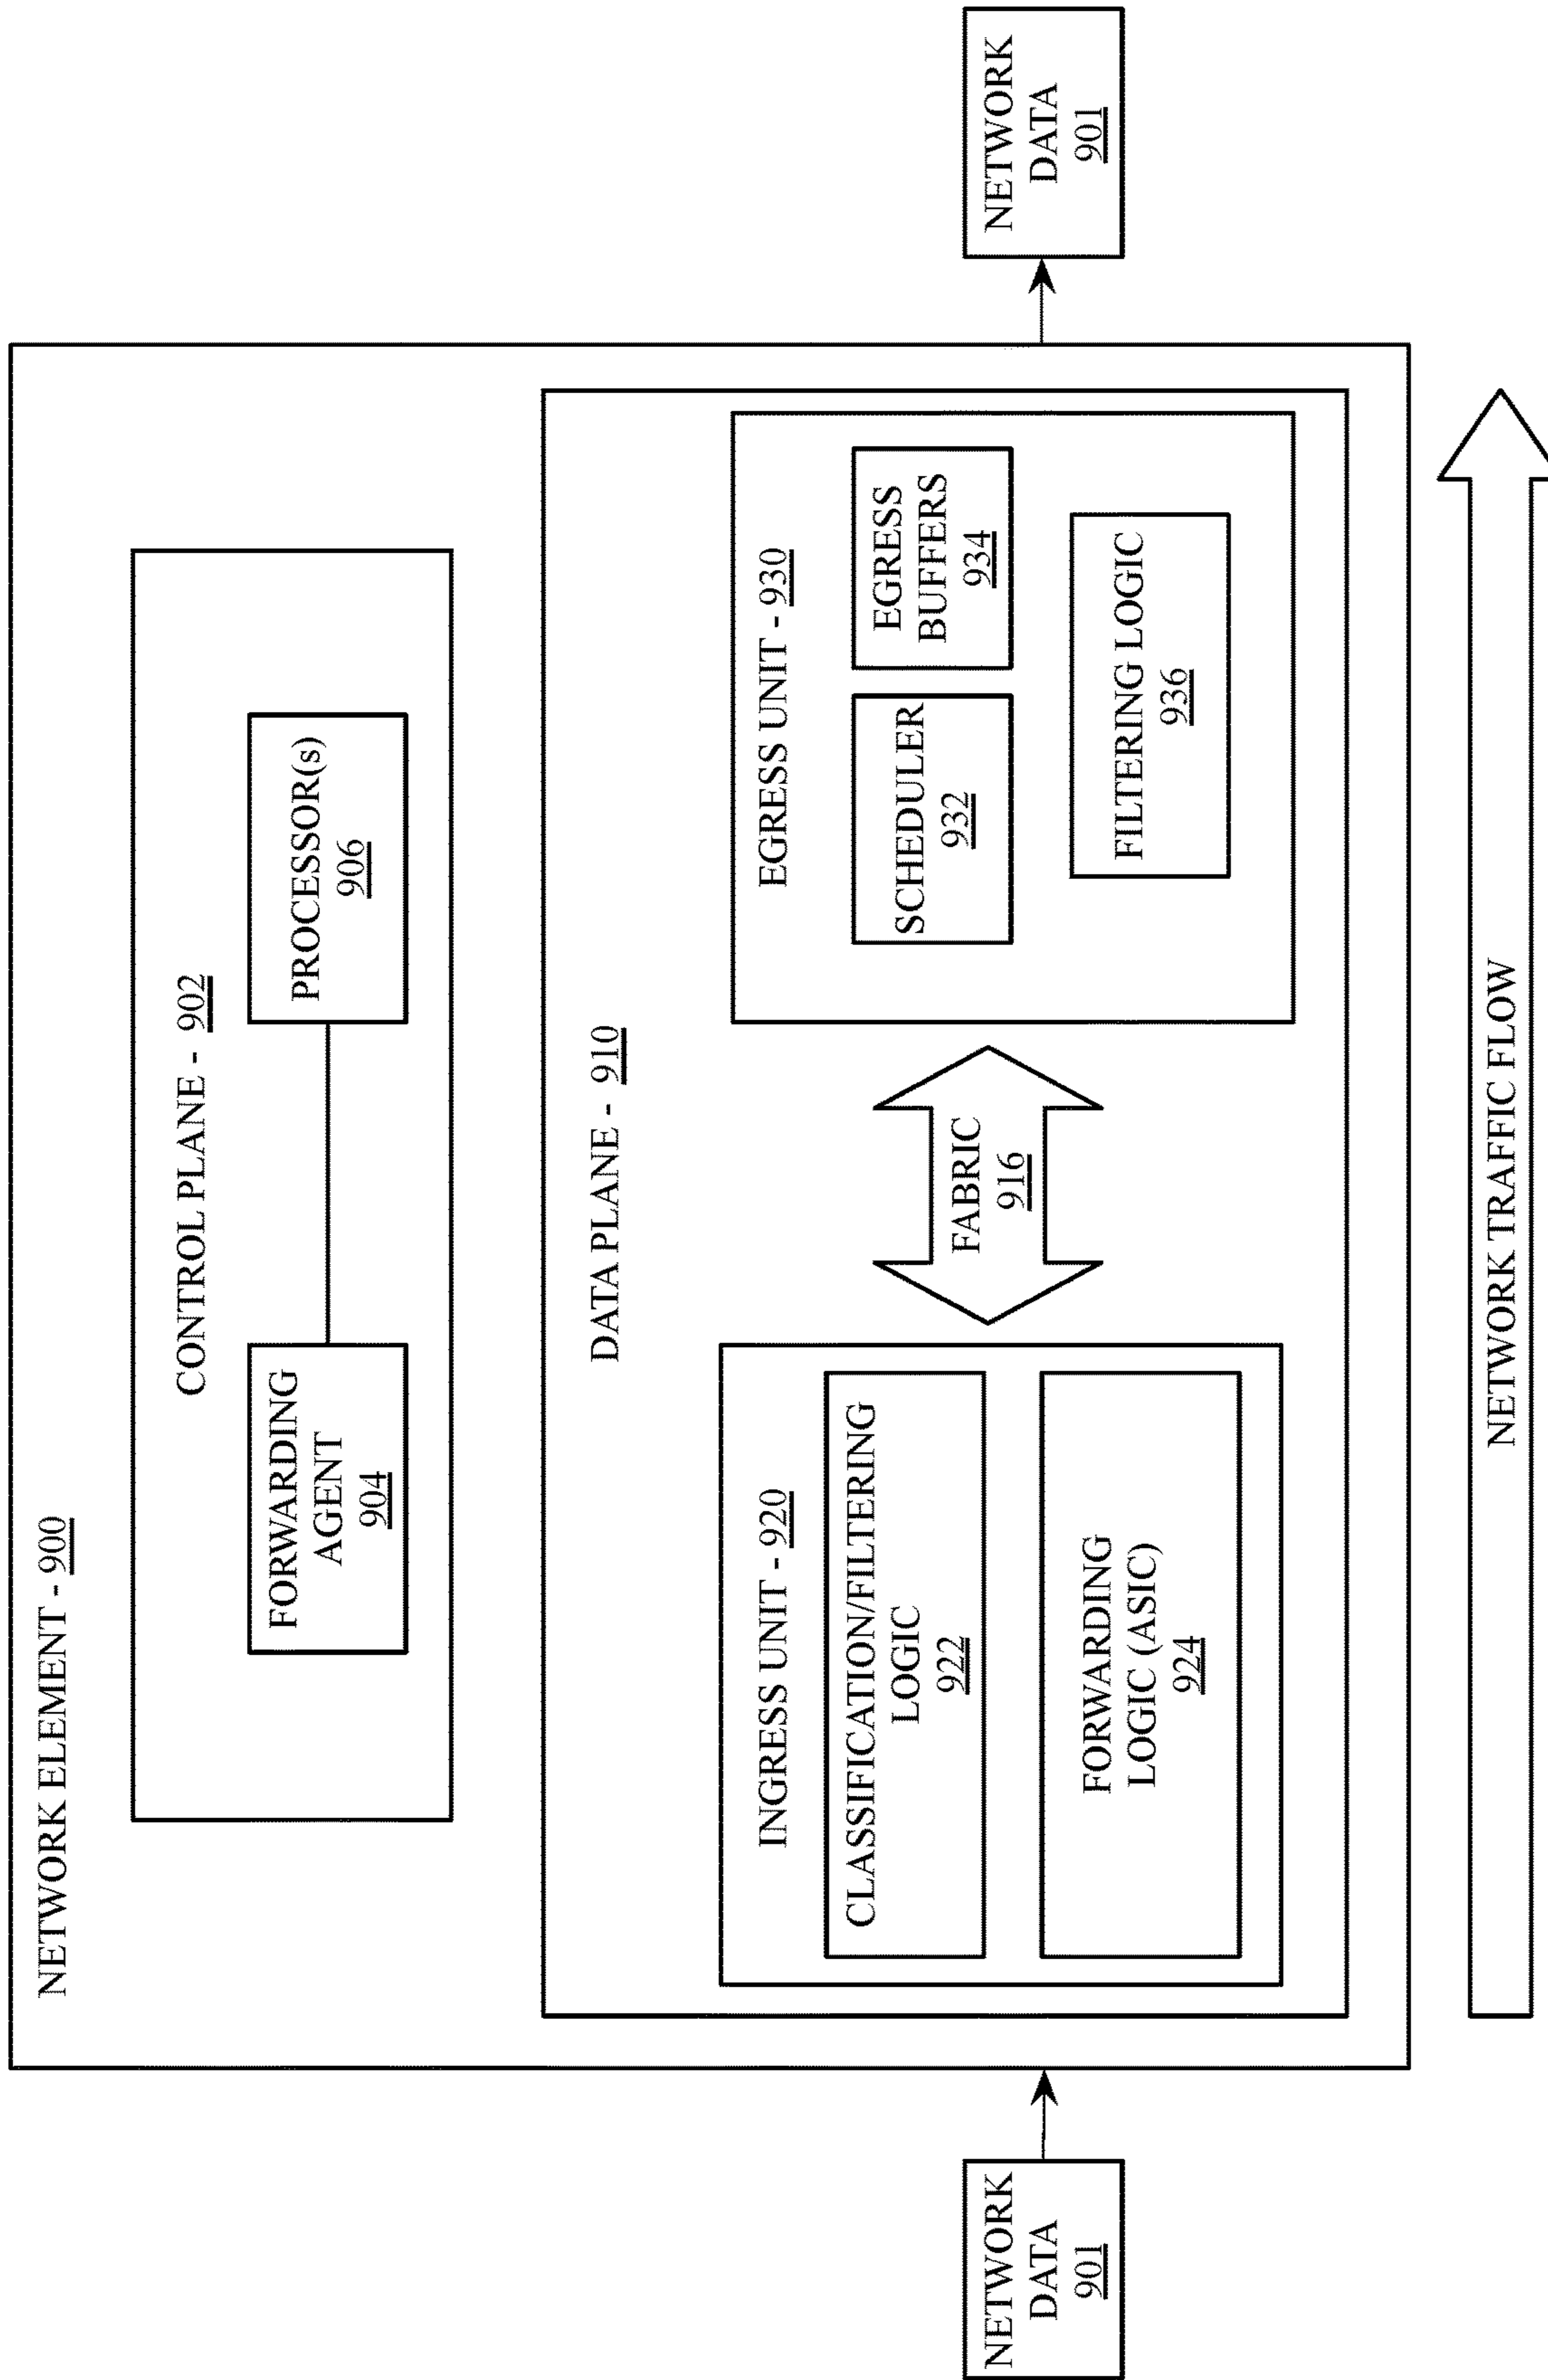 NETWORK ELEMENT - 900
CONTROL PLANE - 902
FORWARDING
AGENT
904
PROCESSOR(s)
906
DATA PLANE - 910
INGRESS UNIT - 920
CLASSIFICATION/FILTERING
LOGIC
922
FORWARDING
LOGIC (ASIC)
924
FABRIC
916
EGRESS UNIT - 930
SCHEDULER
932
EGRESS
BUFFERS
934
FILTERING LOGIC
936
NETWORK
DATA
901
NETWORK
DATA
901
NETWORK TRAFFIC FLOW